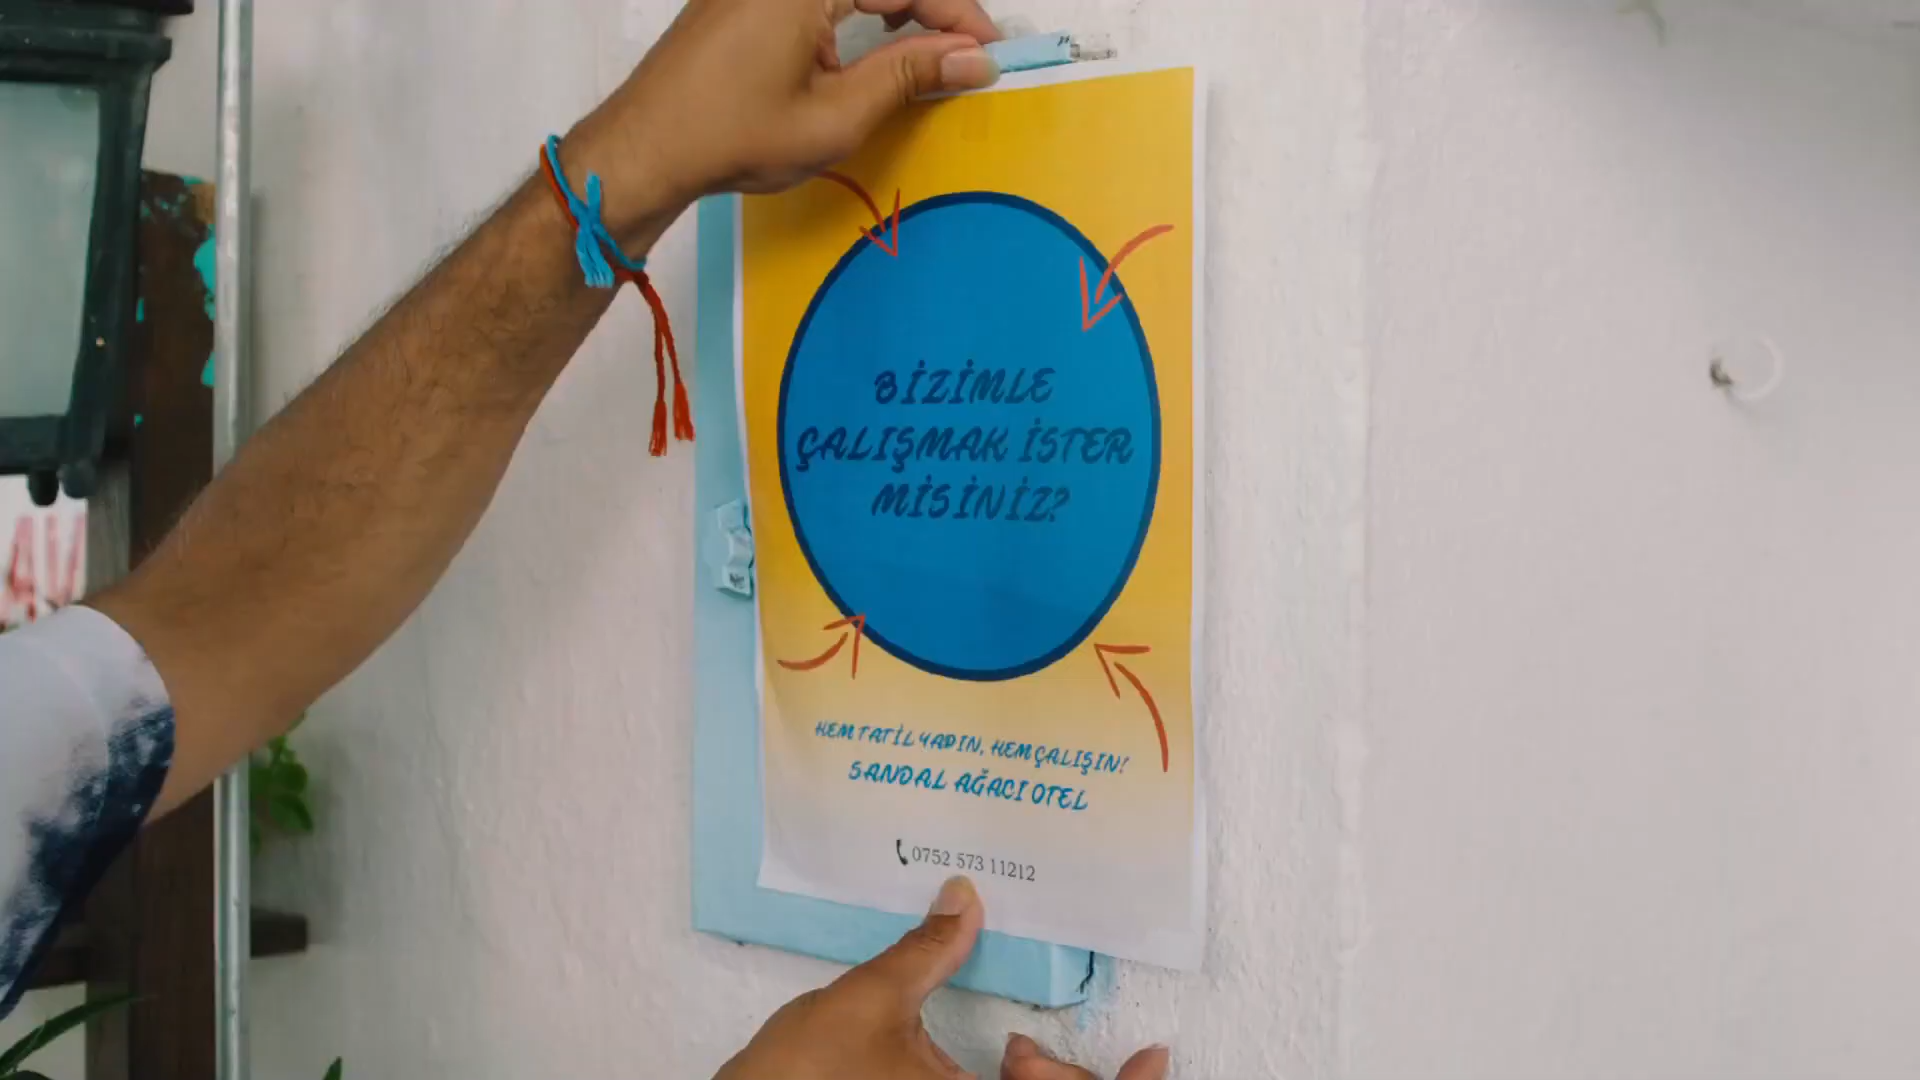 BİZİMLE
ÇALIŞMAK İSTER
MİSİNİZ?
HEM TATİL YAPIN, HEM ÇALIŞIN!
SANDAL AĞACI OTEL
0752 573 11212
AV